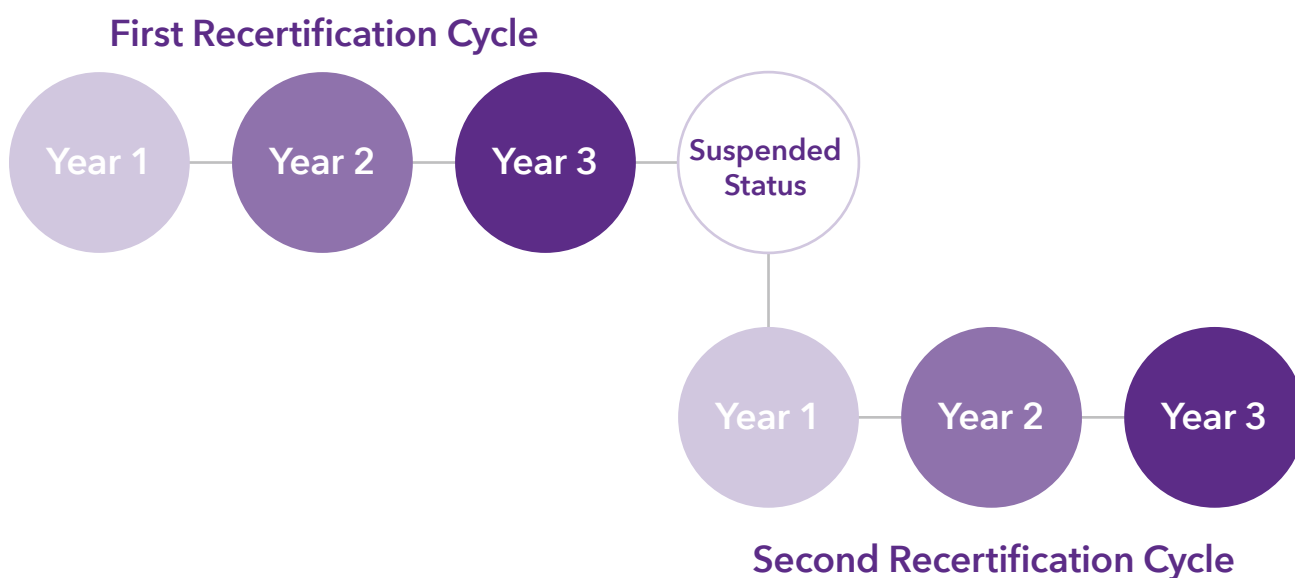 First Recertification Cycle
Year 1
Year 2
Year 3
Suspended
Status
Year 1
Year 2
Year 3
Second Recertification Cycle